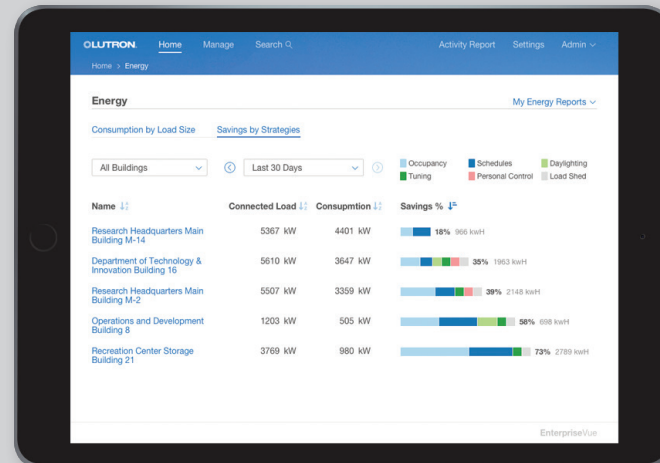 LUTRON. Home Manage Search Activity Report Settings Admin
Home > Energy
Energy My Energy Reports
Consumption by Load Size Savings by Strategies
All Buildings Last 30 Days
Occupancy Schedules Daylighting
Tuning Personal Control Load Shed
Name Connected Load Consupmtion Savings %
Research Headquarters Main
Building M-14
5367 kW 4401 kW 18% 966 kwH
Department of Technology &
Innovation Building 16
5610 kW 3647 kW 35% 1963 kwH
Research Headquarters Main
Building M-2
5507 kW 3359 kW 39% 2148 kwH
Operations and Development
Building 8
1203 kW 505 kW 58% 698 kwH
Recreation Center Storage
Building 21
3769 kW 980 kW 73% 2789 kwH
EnterpriseVue